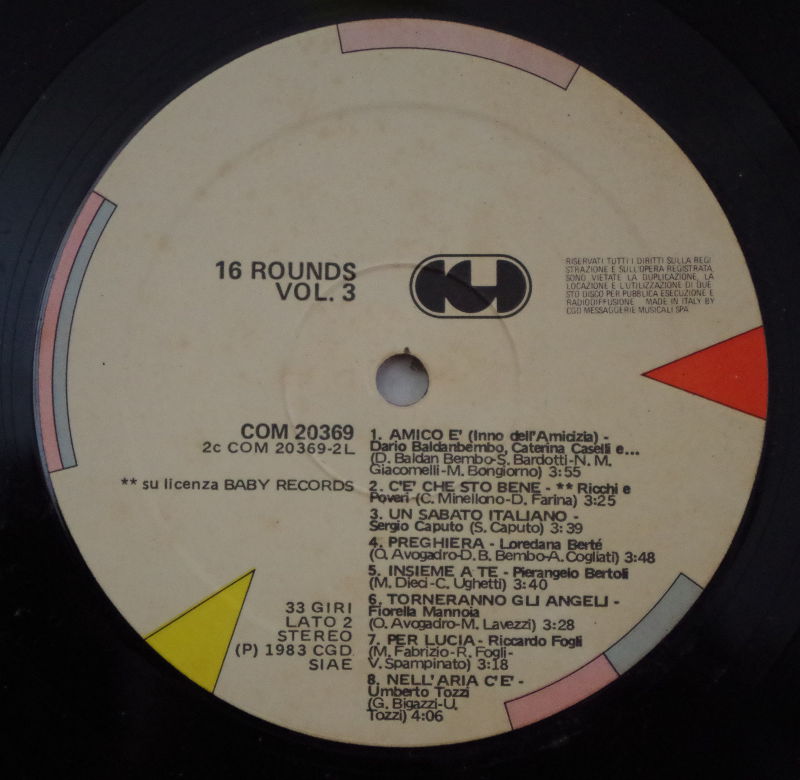 16 ROUNDS
VOL. 3
CGD
RISERVATI TUTTI I DIRITTI SULLA REGI
STRAZIONE E SULL'OPERA REGISTRATA.
SONO VIETATE LA DUPLICAZIONE, LA
LOCAZIONE E L'UTILIZZAZIONE DI QUE
STO DISCO PER PUBBLICA ESECUZIONE E
RADIODIFFUSIONE MADE IN ITALY BY
CGD MESSAGGERIE MUSICALI SPA
COM 20369
2c COM 20369-2L
** su licenza BABY RECORDS
33 GIRI
LATO 2
STEREO
(P) 1983 CGD
SIAE
1. AMICO E' (Inno dell'Amicizia) -
Dario Baldanbembo, Caterina Caselli e...
(D. Baldan Bembo-S. Bardotti-N. M.
Giacomelli-M. Bongiorno) 3:55
2. C'E' CHE STO BENE - ** Ricchi e
Poveri (C. Minellono-D. Farina) 3:25
3. UN SABATO ITALIANO -
Sergio Caputo (S. Caputo) 3:39
4. PREGHIERA - Loredana Berté
(O. Avogadro-D. B. Bembo-A. Cogliati) 3:48
5. INSIEME A TE - Pierangelo Bertoli
(M. Dieci-C. Ughetti) 3:40
6. TORNERANNO GLI ANGELI -
Fiorella Mannoia
(O. Avogadro-M. Lavezzi) 3:28
7. PER LUCIA - Riccardo Fogli
(M. Fabrizio-R. Fogli-
V. Spampinato) 3:18
8. NELL'ARIA C'E' -
Umberto Tozzi
(G. Bigazzi-U.
Tozzi) 4:06